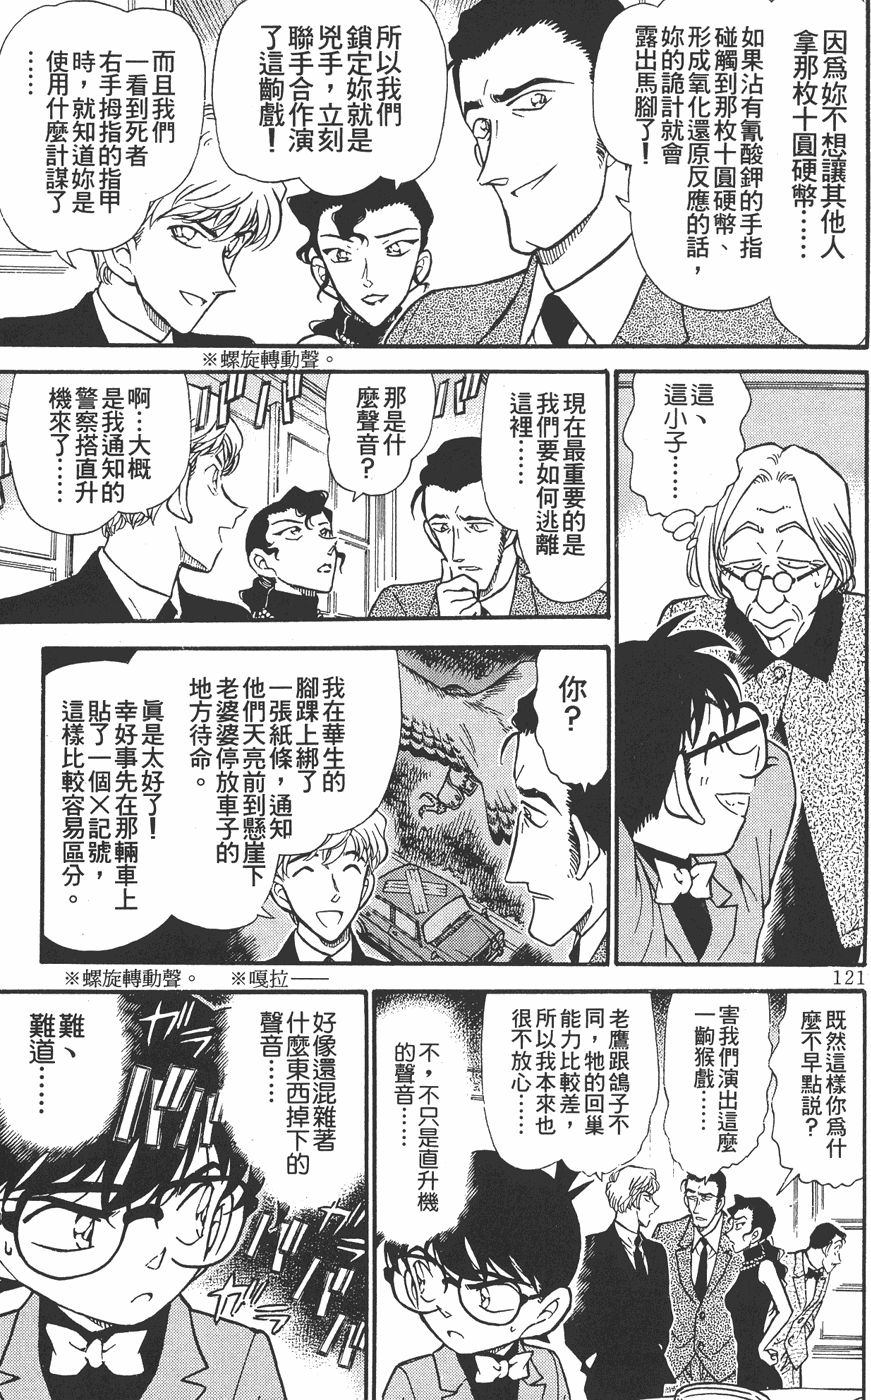 因爲妳不想讓其他人
拿那枚十圓硬幣……
如果沾有氰酸鉀的手指
碰觸到那枚十圓硬幣、
形成氧化還原反應的話，
妳的詭計就會
露出馬腳了！
所以我們
鎖定妳就是
兇手，立刻
聯手合作演
了這齣戲！
而且我們
一看到死者
右手拇指的指甲
時，就知道妳是
使用什麼計謀了
……
※螺旋轉動聲。
這、
這小子……
現在最重要的是
我們要如何逃離
這裡……
那是什
麼聲音？
啊…大概
是我通知的
警察搭直升
機來了……
你？
我在華生的
腳踝上綁了
一張紙條，通知
他們天亮前到懸崖下
老婆婆停放車子的
地方待命。
眞是太好了！
幸好事先在那輛車上
貼了一個×記號，
這樣比較容易區分。
121
※螺旋轉動聲。
※嘎拉——
既然這樣你爲什
麼不早點說？
害我們演出這麼
一齣猴戲……
老鷹跟鴿子不
同，牠的回巢
能力比較差，
所以我本來也
很不放心……
不，不只是直升機
的聲音……
好像還混雜著
什麼東西掉下的
聲音……
難、
難道……